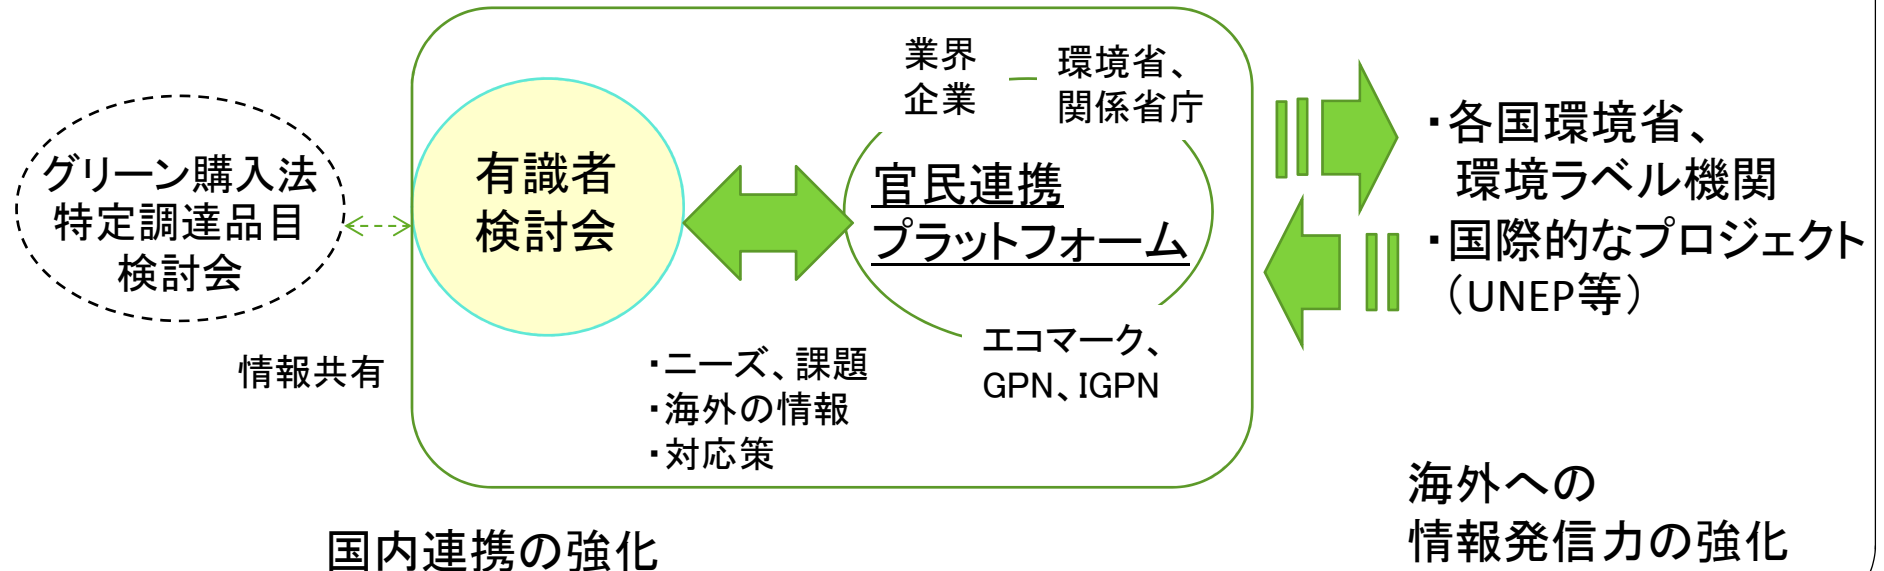 グリーン購入法
特定調達品目
検討会
情報共有
有識者
検討会
・ニーズ、課題
・海外の情報
・対応策
業界
企業
環境省、
関係省庁
官民連携
プラットフォーム
エコマーク、
GPN、IGPN
国内連携の強化
・各国環境省、
環境ラベル機関
・国際的なプロジェクト
（UNEP等）
海外への
情報発信力の強化